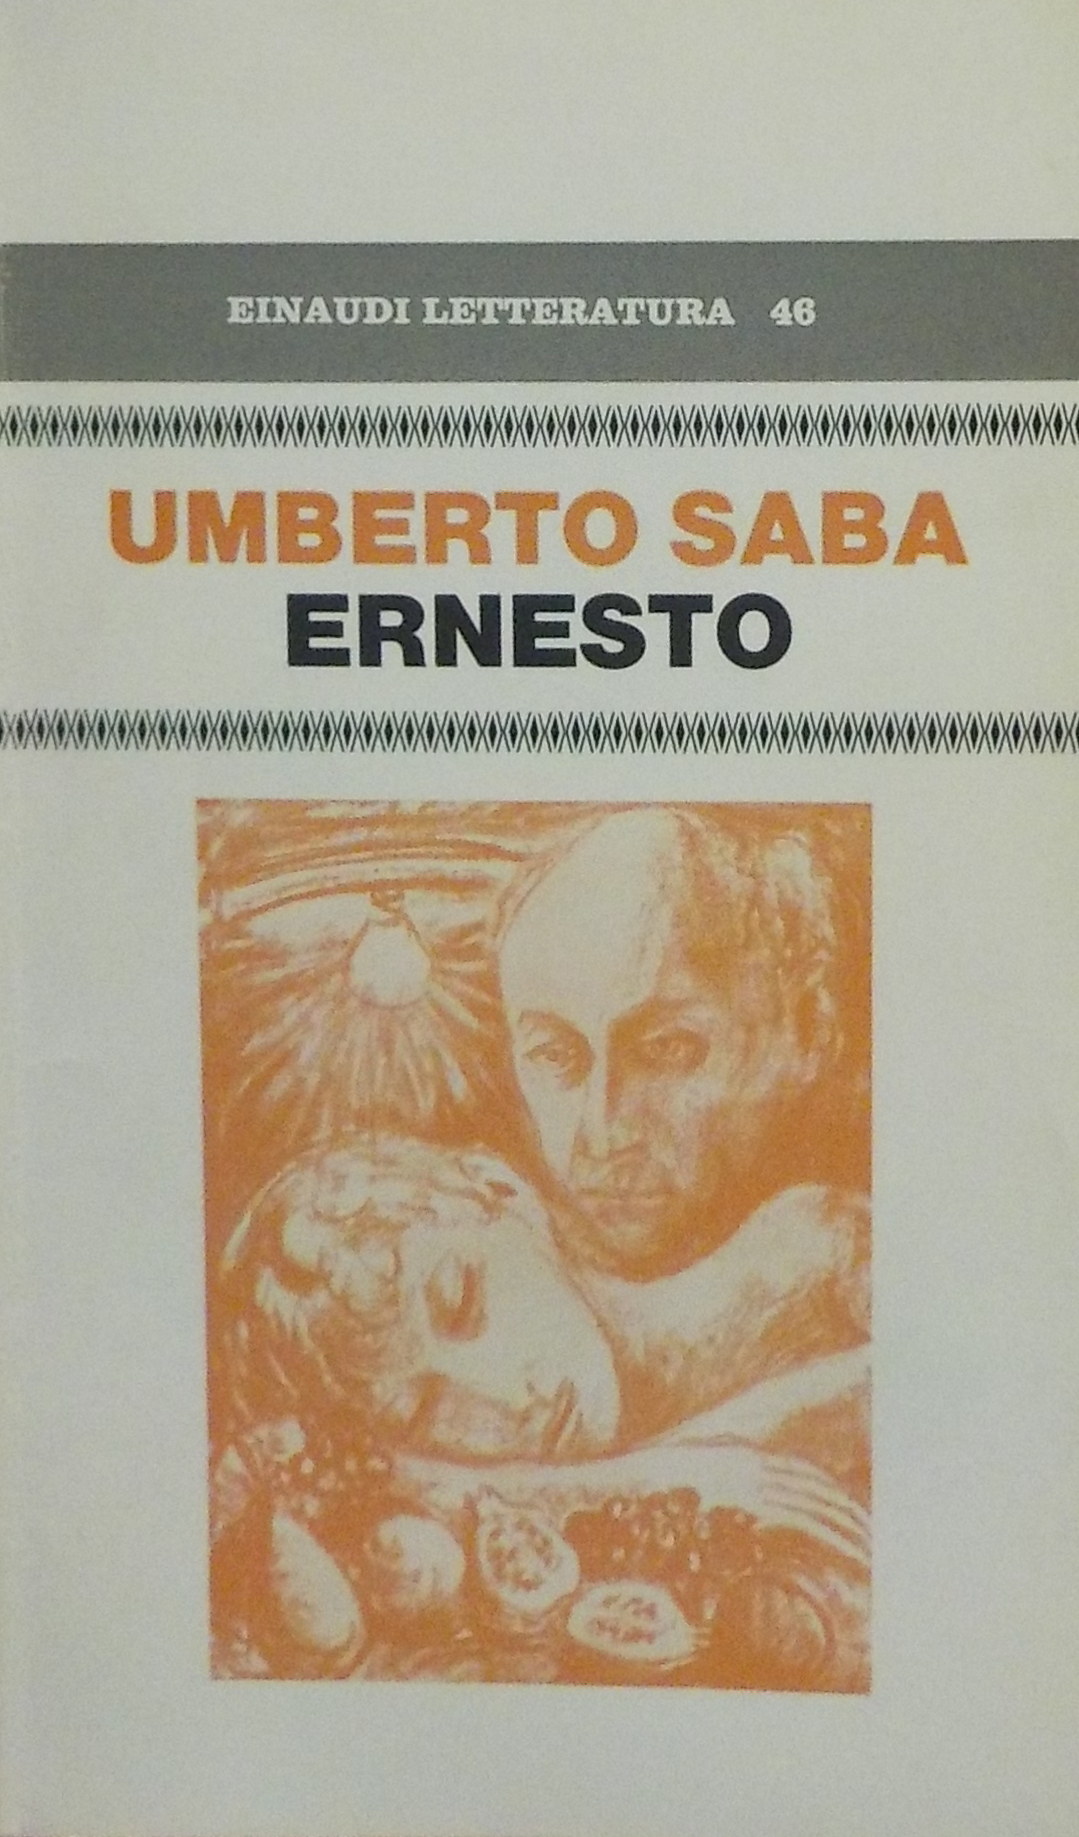 EINAUDI LETTERATURA 46
UMBERTO SABA
ERNESTO